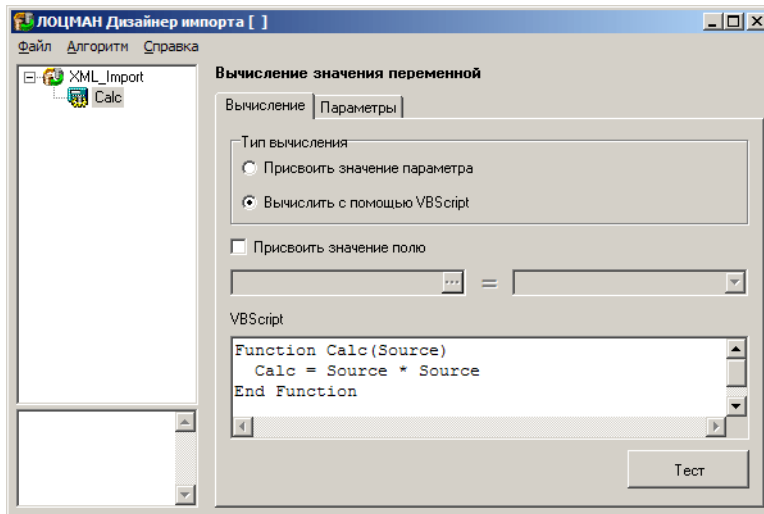 ЛОЦМАН Дизайнер импорта [ ]
Файл Алгоритм Справка
XML_Import
Calc
Вычисление значения переменной
Вычисление Параметры
Тип вычисления
Присвоить значение параметра
Вычислить с помощью VBScript
Присвоить значение полю
... =
VBScript
Function Calc(Source)
Calc = Source * Source
End Function
Тест